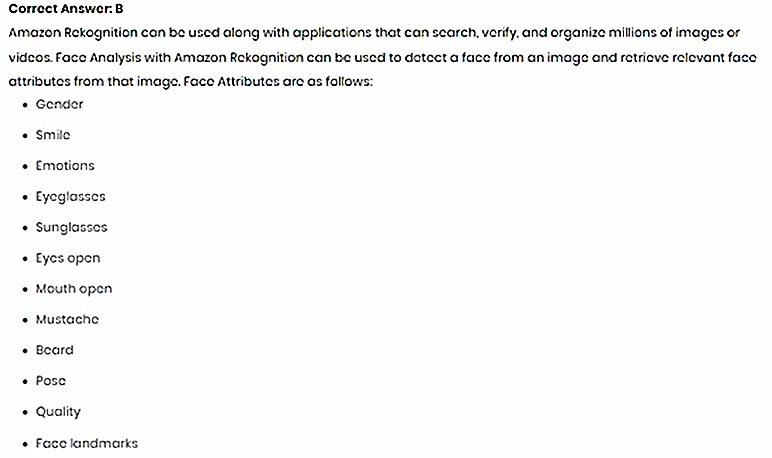 Correct Answer: B
Amazon Rekognition can be used along with applications that can search, verify, and organize millions of images or
videos. Face Analysis with Amazon Rekognition can be used to detect a face from an image and retrieve relevant face
attributes from that image. Face Attributes are as follows:
• Gender
• Smile
• Emotions
• Eyeglasses
• Sunglasses
• Eyes open
• Mouth open
• Mustache
• Beard
• Pose
• Quality
• Face landmarks